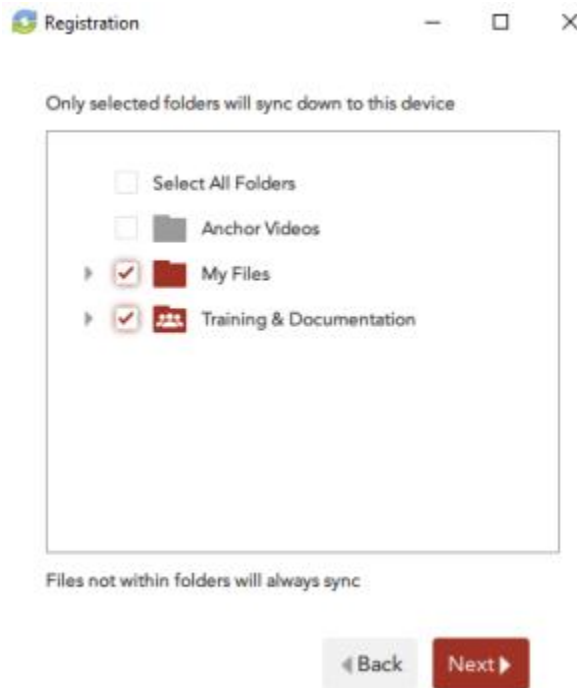 Registration
Only selected folders will sync down to this device
Select All Folders
Anchor Videos
My Files
Training & Documentation
Files not within folders will always sync
Back
Next